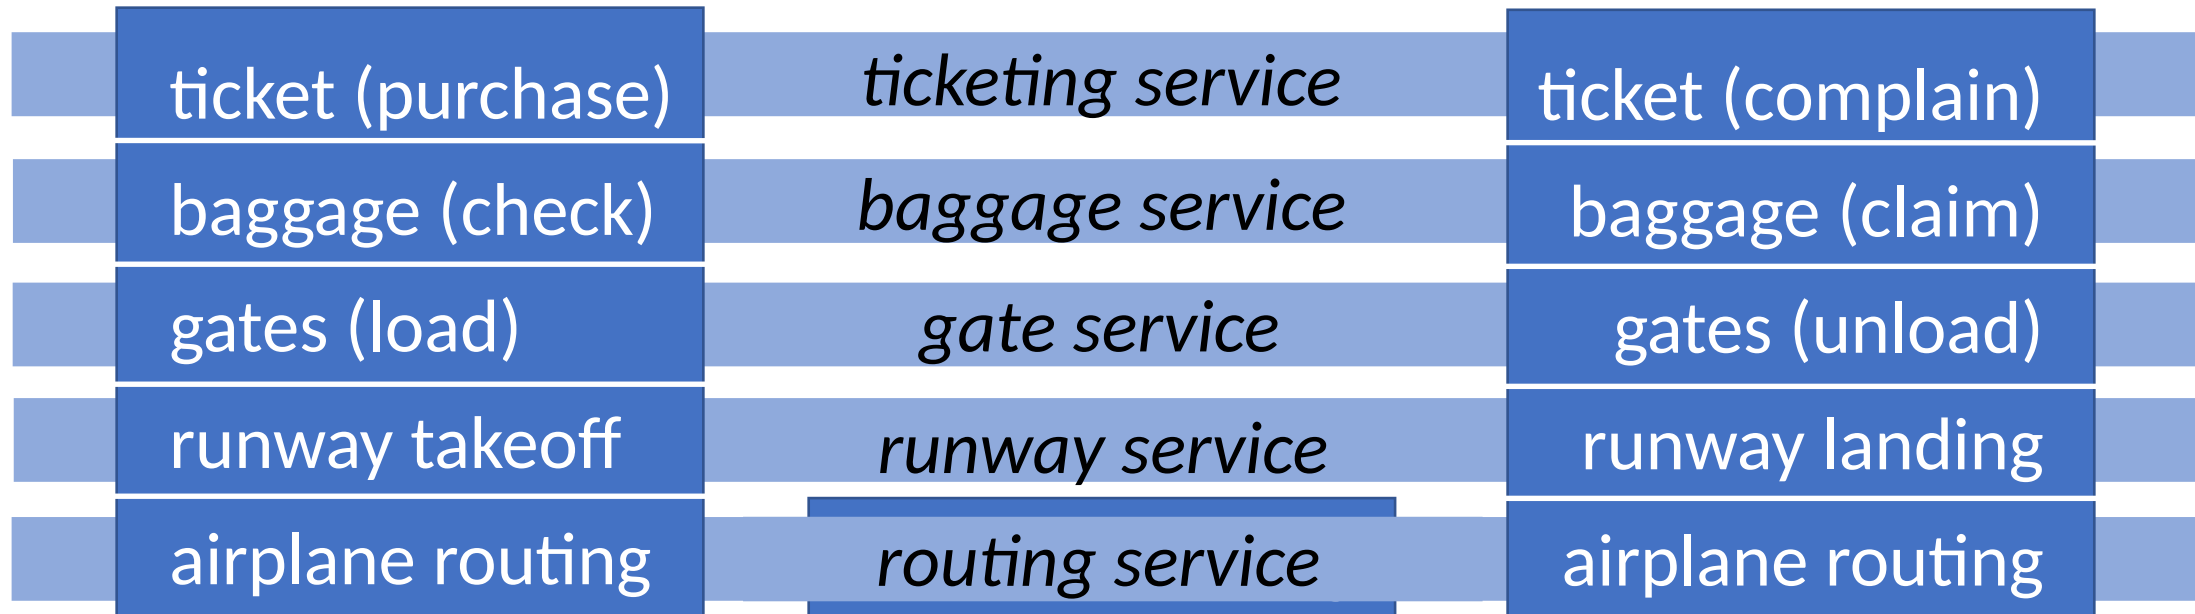 ticket (purchase) ticketing service ticket (complain)
baggage (check) baggage service baggage (claim)
gates (load) gate service gates (unload)
runway takeoff runway service runway landing
airplane routing routing service airplane routing